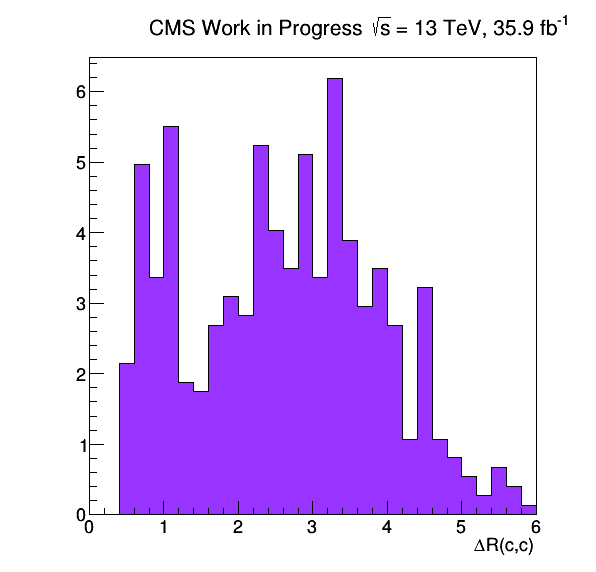 CMS Work in Progress √s = 13 TeV, 35.9 fb⁻¹
6
5
4
3
2
1
0
0 1 2 3 4 5 6
ΔR(c,c)